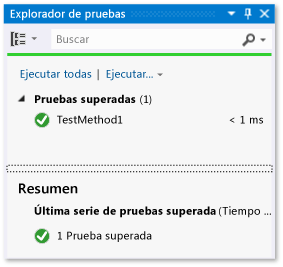 Explorador de pruebas
Buscar
Ejecutar todas | Ejecutar...
Pruebas superadas (1)
TestMethod1 < 1 ms
Resumen
Última serie de pruebas superada (Tiempo ...
1 Prueba superada